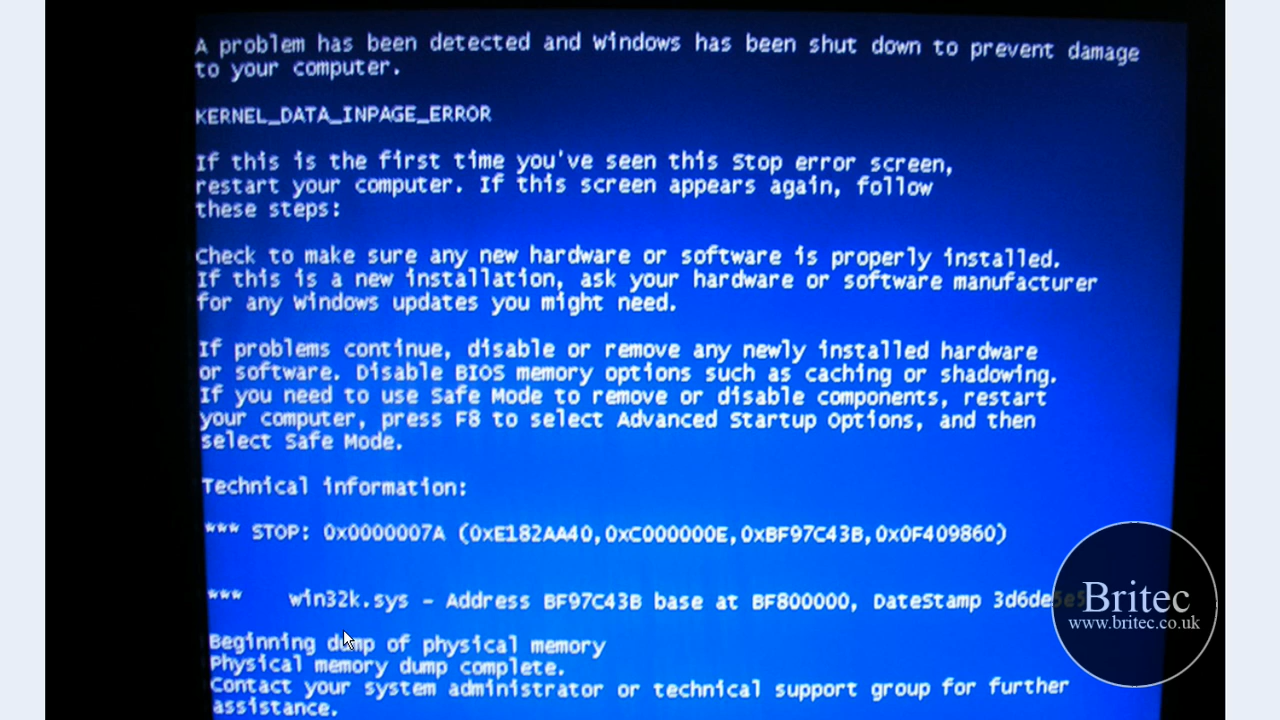 A problem has been detected and Windows has been shut down to prevent damage
to your computer.
KERNEL_DATA_INPAGE_ERROR
If this is the first time you've seen this Stop error screen,
restart your computer. If this screen appears again, follow
these steps:
Check to make sure any new hardware or software is properly installed.
If this is a new installation, ask your hardware or software manufacturer
for any Windows updates you might need.
If problems continue, disable or remove any newly installed hardware
or software. Disable BIOS memory options such as caching or shadowing.
If you need to use Safe Mode to remove or disable components, restart
your computer, press F8 to select Advanced Startup Options, and then
select Safe Mode.
Technical information:
*** STOP: 0x0000007A (0xE182AA40,0xC000000E,0xBF97C43B,0x0F409860)
*** win32k.sys - Address BF97C43B base at BF800000, DateStamp
Britec
www.britec.co.uk
Beginning dump of physical memory
Physical memory dump complete.
Contact your system administrator or technical support group for further
assistance.